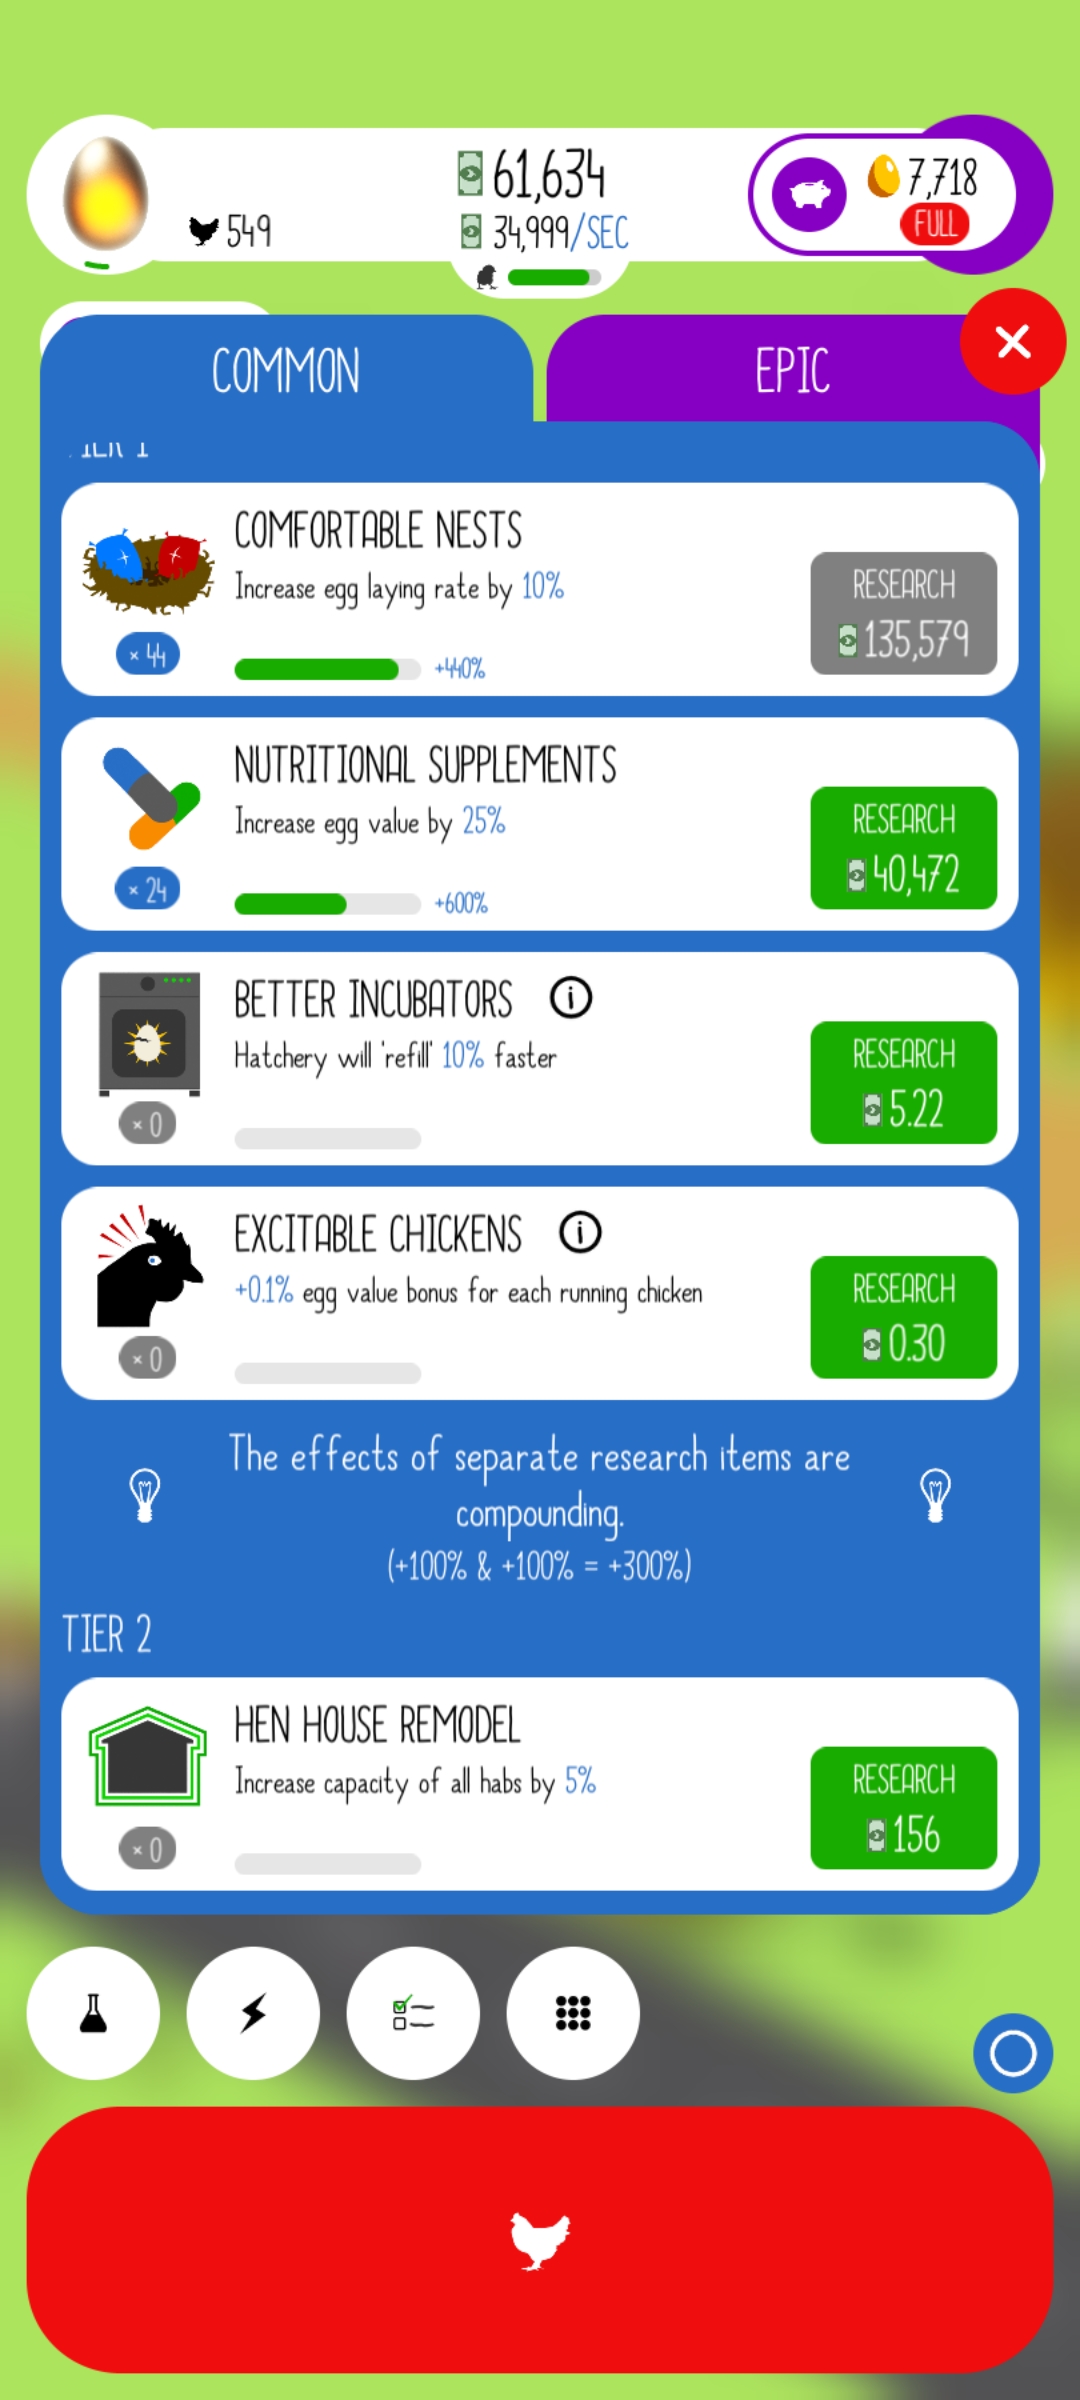 61,634
549
34,999/SEC
7,718
FULL
COMMON
EPIC
TIER 1
COMFORTABLE NESTS
Increase egg laying rate by 10%
RESEARCH
135,579
× 44
+440%
NUTRITIONAL SUPPLEMENTS
Increase egg value by 25%
RESEARCH
40,472
× 24
+600%
BETTER INCUBATORS i
Hatchery will 'refill' 10% faster
RESEARCH
5.22
× 0
EXCITABLE CHICKENS i
+0.1% egg value bonus for each running chicken
RESEARCH
0.30
× 0
The effects of separate research items are
compounding.
(+100% & +100% = +300%)
TIER 2
HEN HOUSE REMODEL
Increase capacity of all habs by 5%
RESEARCH
156
× 0